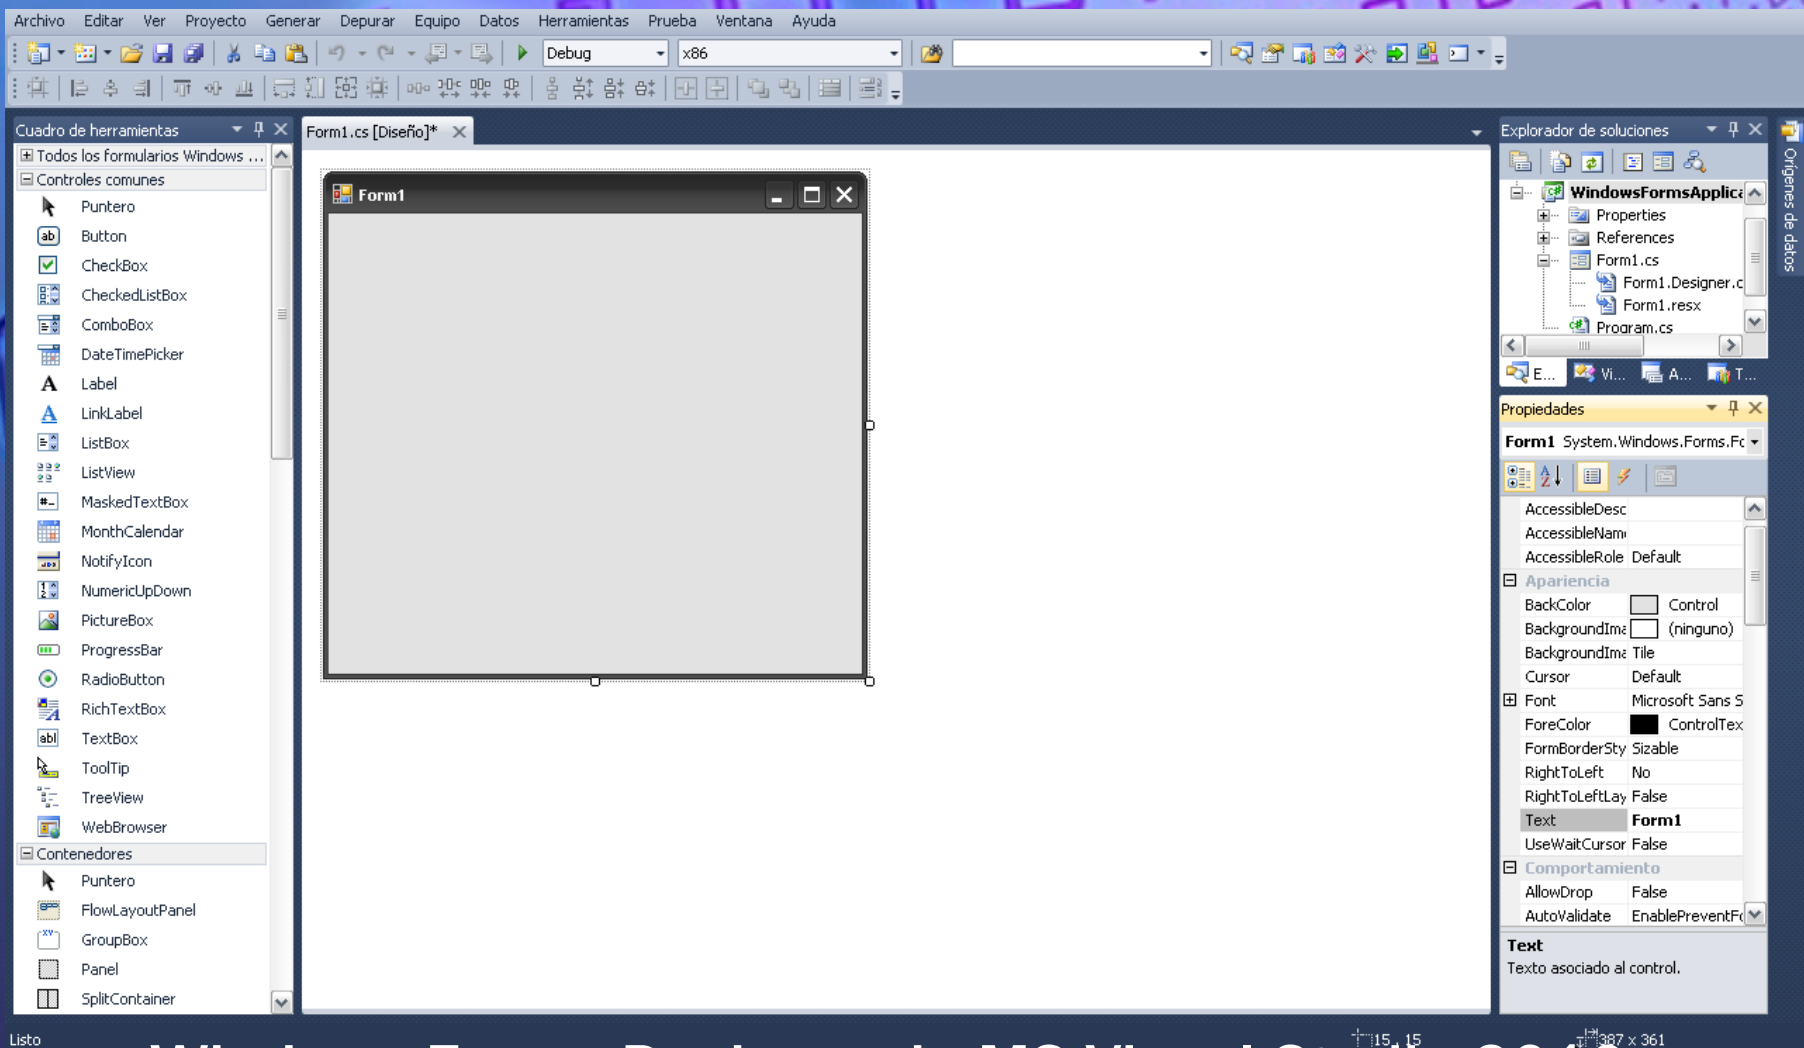 Archivo Editar Ver Proyecto Generar Depurar Equipo Datos Herramientas Prueba Ventana Ayuda
Debug x86
Cuadro de herramientas
Todos los formularios Windows ...
Controles comunes
Puntero
Button
CheckBox
CheckedListBox
ComboBox
DateTimePicker
Label
LinkLabel
ListBox
ListView
MaskedTextBox
MonthCalendar
NotifyIcon
NumericUpDown
PictureBox
ProgressBar
RadioButton
RichTextBox
TextBox
ToolTip
TreeView
WebBrowser
Contenedores
Puntero
FlowLayoutPanel
GroupBox
Panel
SplitContainer
Form1.cs [Diseño]*
Form1
Explorador de soluciones
WindowsFormsApplica
Properties
References
Form1.cs
Form1.Designer.c
Form1.resx
Program.cs
E... Vi... A... T...
Orígenes de datos
Propiedades
Form1 System.Windows.Forms.Fo
AccessibleDesc
AccessibleNam
AccessibleRole Default
Apariencia
BackColor Control
BackgroundIma (ninguno)
BackgroundIma Tile
Cursor Default
Font Microsoft Sans S
ForeColor ControlTex
FormBorderSty Sizable
RightToLeft No
RightToLeftLay False
Text Form1
UseWaitCursor False
Comportamiento
AllowDrop False
AutoValidate EnablePreventFo
Text
Texto asociado al control.
Listo
15 , 15
387 x 361